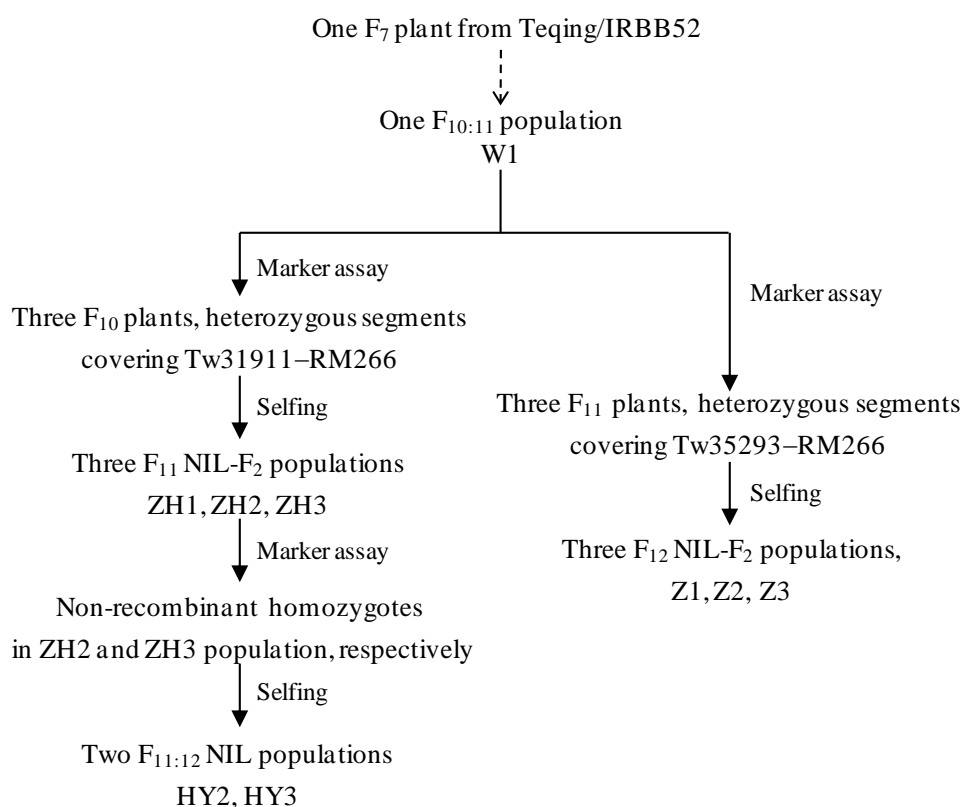 One F₇ plant from Teqing/IRBB52
One F₁₀:₁₁ population
W1
Marker assay
Three F₁₀ plants, heterozygous segments
covering Tw31911–RM266
Selfing
Three F₁₁ NIL-F₂ populations
ZH1, ZH2, ZH3
Marker assay
Non-recombinant homozygotes
in ZH2 and ZH3 population, respectively
Selfing
Two F₁₁:₁₂ NIL populations
HY2, HY3
Marker assay
Three F₁₁ plants, heterozygous segments
covering Tw35293–RM266
Selfing
Three F₁₂ NIL-F₂ populations,
Z1, Z2, Z3